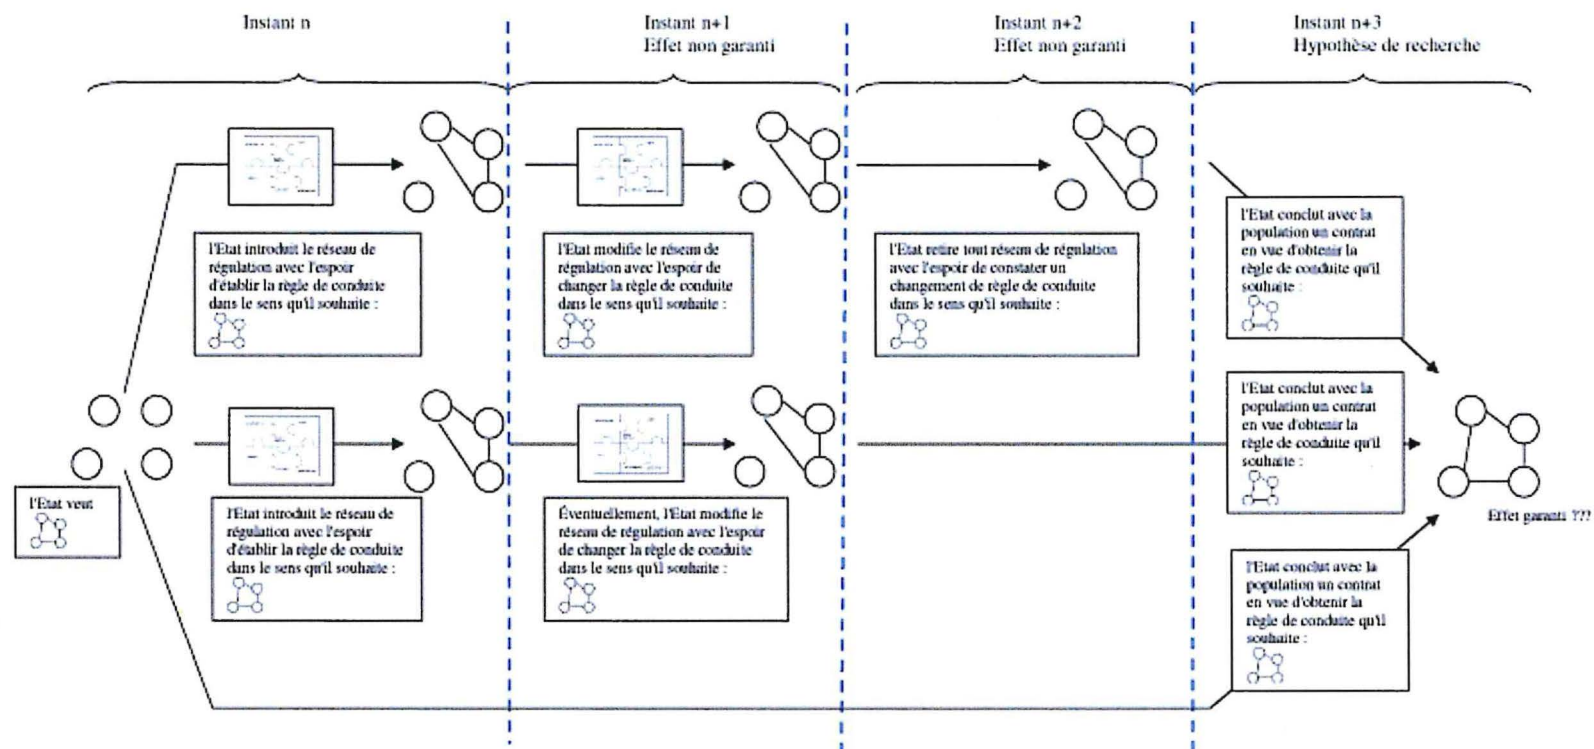 Instant n
Instant n+1
Effet non garanti
Instant n+2
Effet non garanti
Instant n+3
Hypothèse de recherche
l'Etat introduit le réseau de
régulation avec l'espoir
d'établir la règle de conduite
dans le sens qu'il souhaite :
l'Etat modifie le réseau de
régulation avec l'espoir de
changer la règle de conduite
dans le sens qu'il souhaite :
l'Etat retire tout réseau de régulation
avec l'espoir de constater un
changement de règle de conduite
dans le sens qu'il souhaite :
l'Etat conclut avec la
population un contrat
en vue d'obtenir la
règle de conduite qu'il
souhaite :
l'Etat veut
l'Etat introduit le réseau de
régulation avec l'espoir
d'établir la règle de conduite
dans le sens qu'il souhaite :
Éventuellement, l'Etat modifie le
réseau de régulation avec l'espoir
de changer la règle de conduite
dans le sens qu'il souhaite :
l'Etat conclut avec la
population un contrat
en vue d'obtenir la
règle de conduite qu'il
souhaite :
Effet garanti ???
l'Etat conclut avec la
population un contrat
en vue d'obtenir la
règle de conduite qu'il
souhaite :